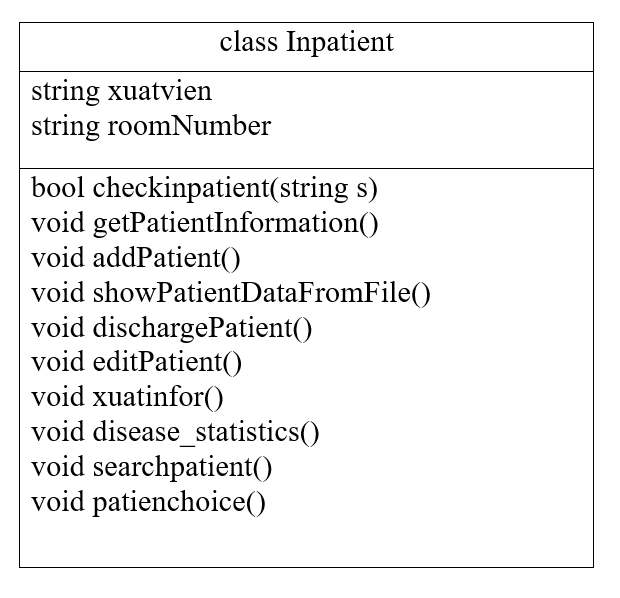 class Inpatient
string xuatvien
string roomNumber
bool checkinpatient(string s)
void getPatientInformation()
void addPatient()
void showPatientDataFromFile()
void dischargePatient()
void editPatient()
void xuatinfor()
void disease_statistics()
void searchpatient()
void patienchoice()